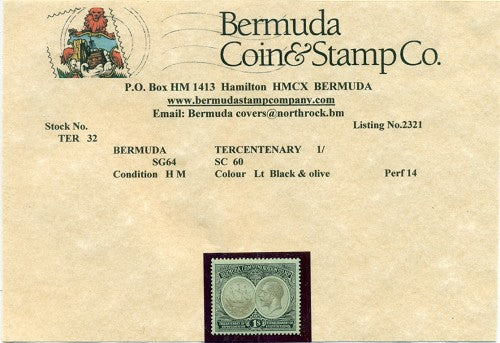 Bermuda
Coin & Stamp Co.
P.O. Box HM 1413 Hamilton HMCX BERMUDA
www.bermudastampcompany.com
Email: Bermuda covers@northrock.bm
Stock No. Listing No.2321
TER 32
BERMUDA TERCENTENARY 1/
SG64 SC 60
Condition H M Colour Lt Black & olive Perf 14
1S